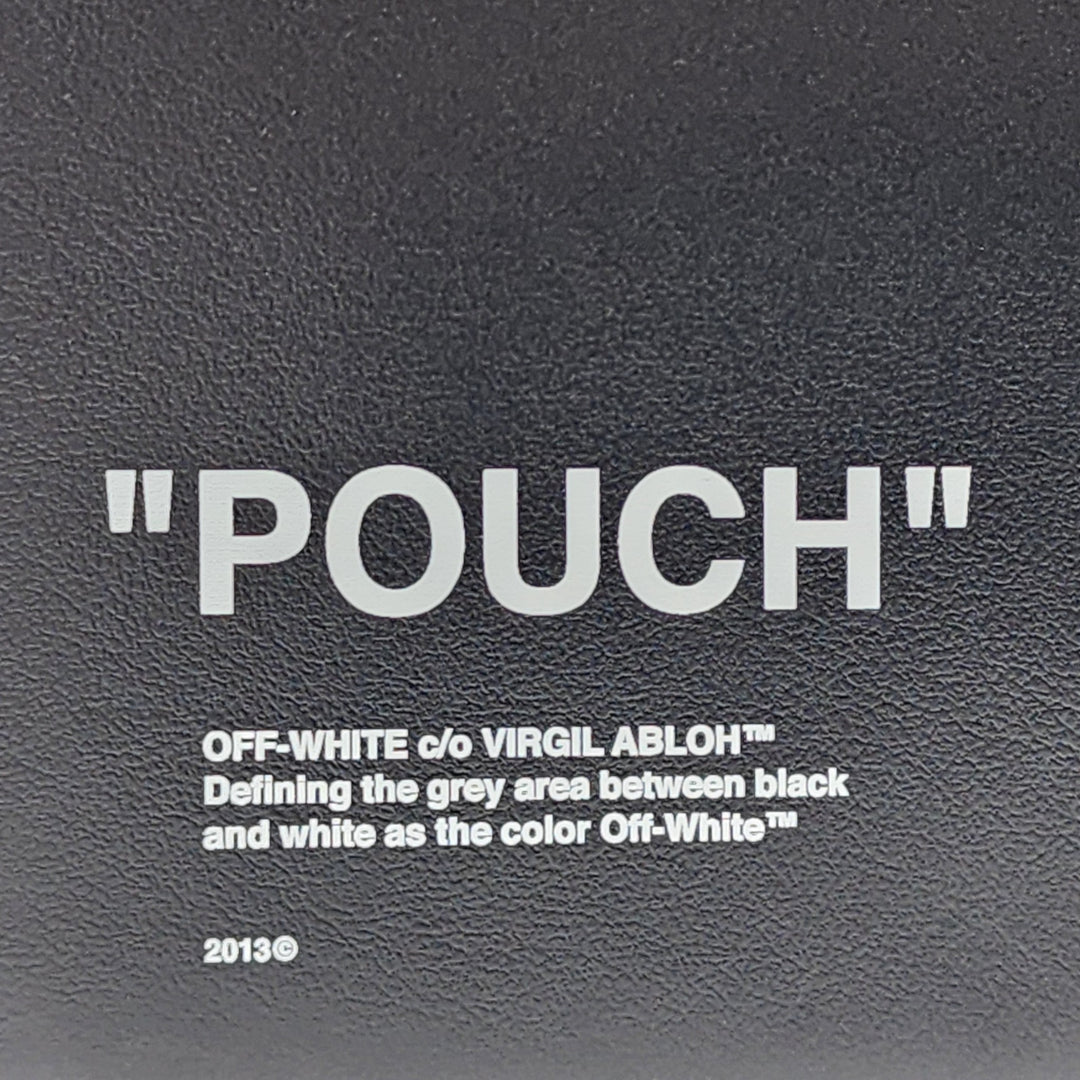 "POUCH"
OFF-WHITE c/o VIRGIL ABLOH™
Defining the grey area between black
and white as the color Off-White™
2013©